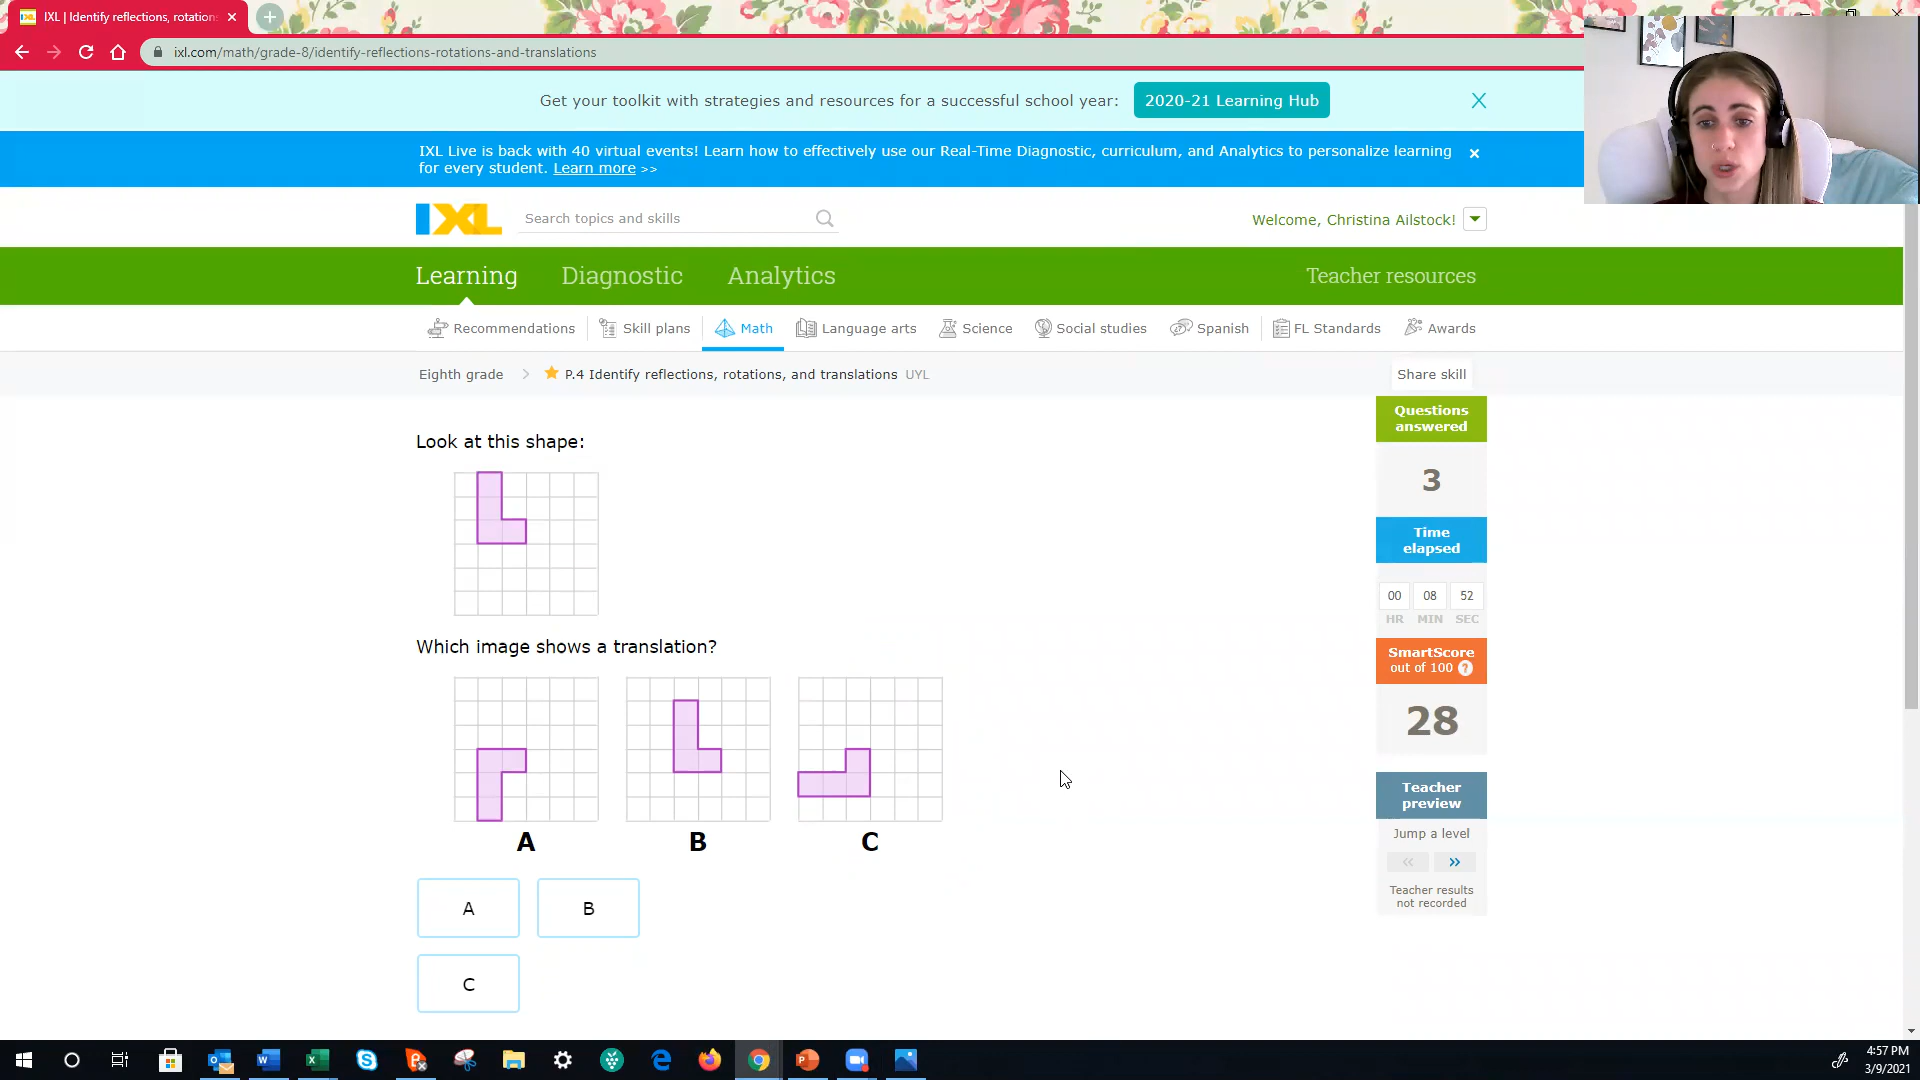 IXL | Identify reflections, rotation
ixl.com/math/grade-8/identify-reflections-rotations-and-translations
Get your toolkit with strategies and resources for a successful school year:
2020-21 Learning Hub
IXL Live is back with 40 virtual events! Learn how to effectively use our Real-Time Diagnostic, curriculum, and Analytics to personalize learning
for every student. Learn more >>
IXL
Search topics and skills
Welcome, Christina Ailstock!
Learning
Diagnostic
Analytics
Teacher resources
Recommendations
Skill plans
Math
Language arts
Science
Social studies
Spanish
FL Standards
Awards
Eighth grade
P.4 Identify reflections, rotations, and translations UYL
Share skill
Questions
answered
3
Time
elapsed
00 08 52
HR MIN SEC
SmartScore
out of 100 ?
28
Teacher
preview
Jump a level
Teacher results
not recorded
Look at this shape:
Which image shows a translation?
A
B
C
A
B
C
4:57 PM
3/9/2021